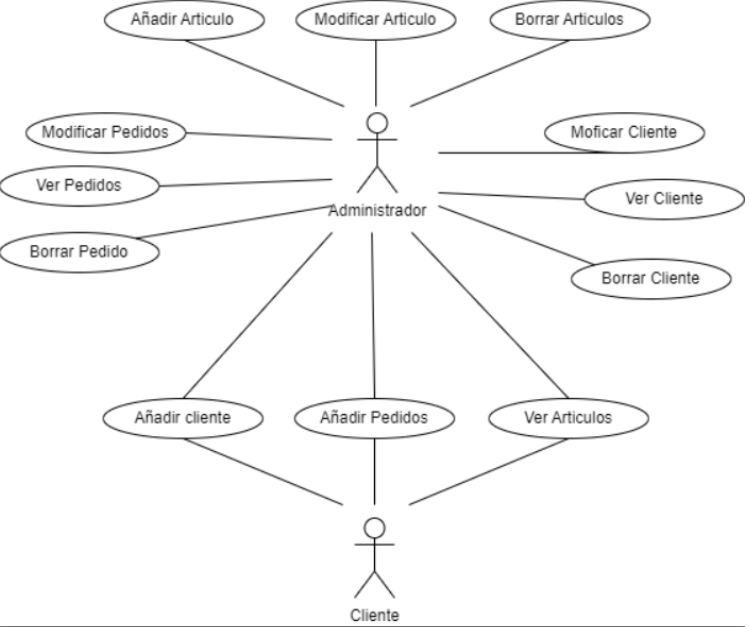 Añadir Articulo
Modificar Articulo
Borrar Articulos
Modificar Pedidos
Moficar Cliente
Ver Pedidos
Ver Cliente
Administrador
Borrar Pedido
Borrar Cliente
Añadir cliente
Añadir Pedidos
Ver Articulos
Cliente